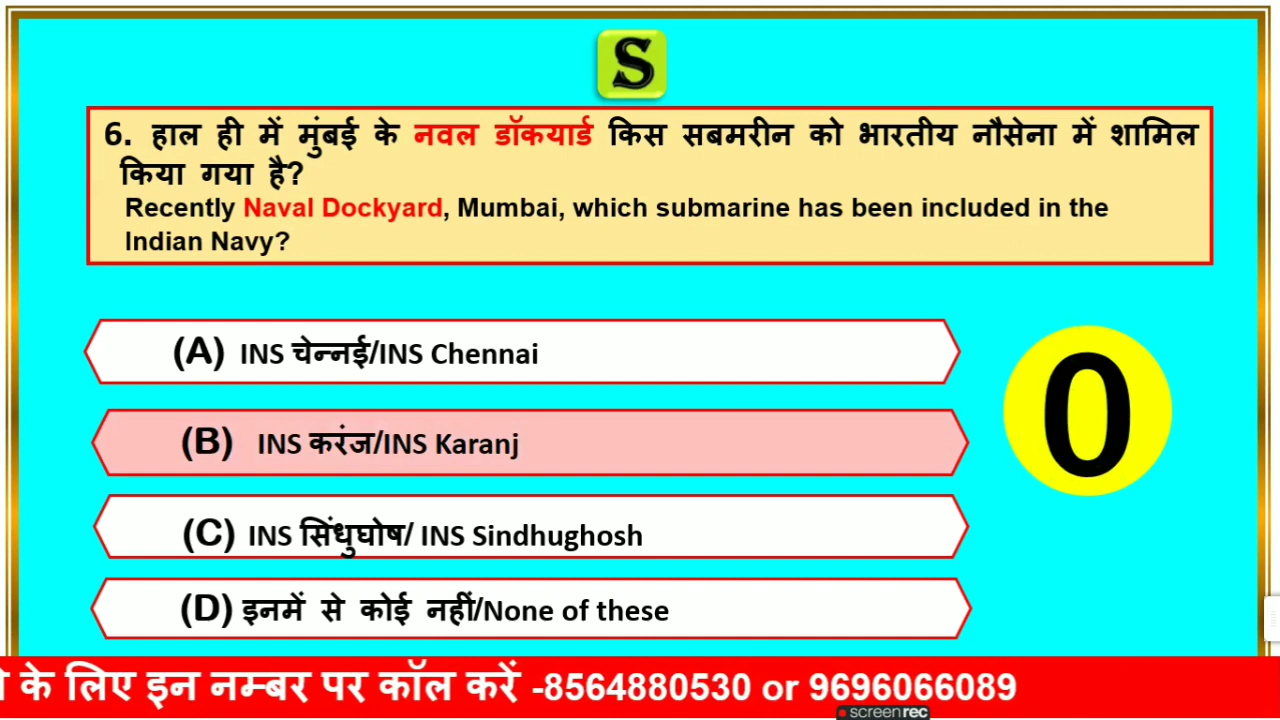 S
6. हाल ही में मुंबई के नवल डॉकयार्ड किस सबमरीन को भारतीय नौसेना में शामिल
किया गया है?
Recently Naval Dockyard, Mumbai, which submarine has been included in the
Indian Navy?
(A) INS चेन्नई/INS Chennai
(B) INS करंज/INS Karanj
0
(C) INS सिंधुघोष/ INS Sindhughosh
(D) इनमें से कोई नहीं/None of these
के लिए इन नम्बर पर कॉल करें -8564880530 or 9696066089
screenrec